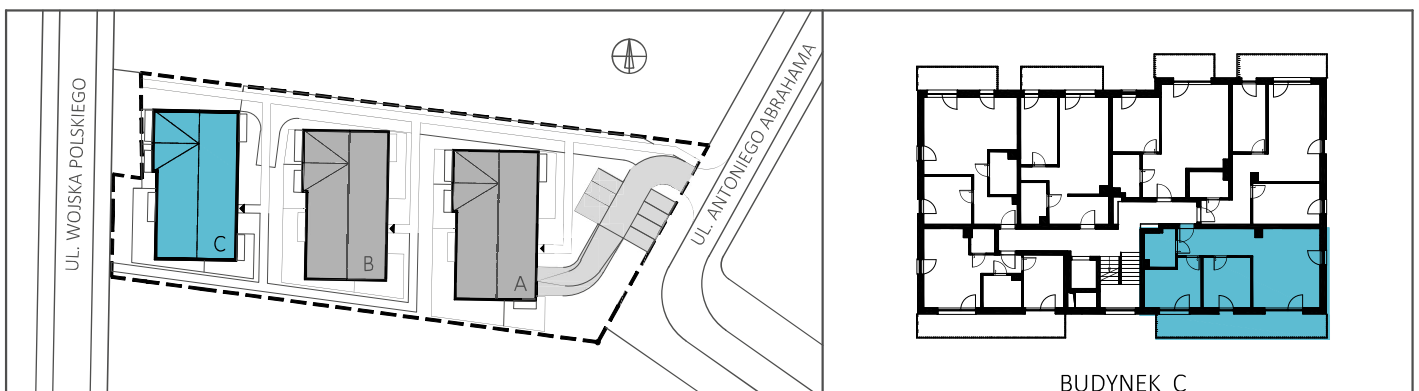 UL. WOJSKA POLSKIEGO
C
B
A
UL. ANTONIEGO ABRAHAMA
BUDYNEK C